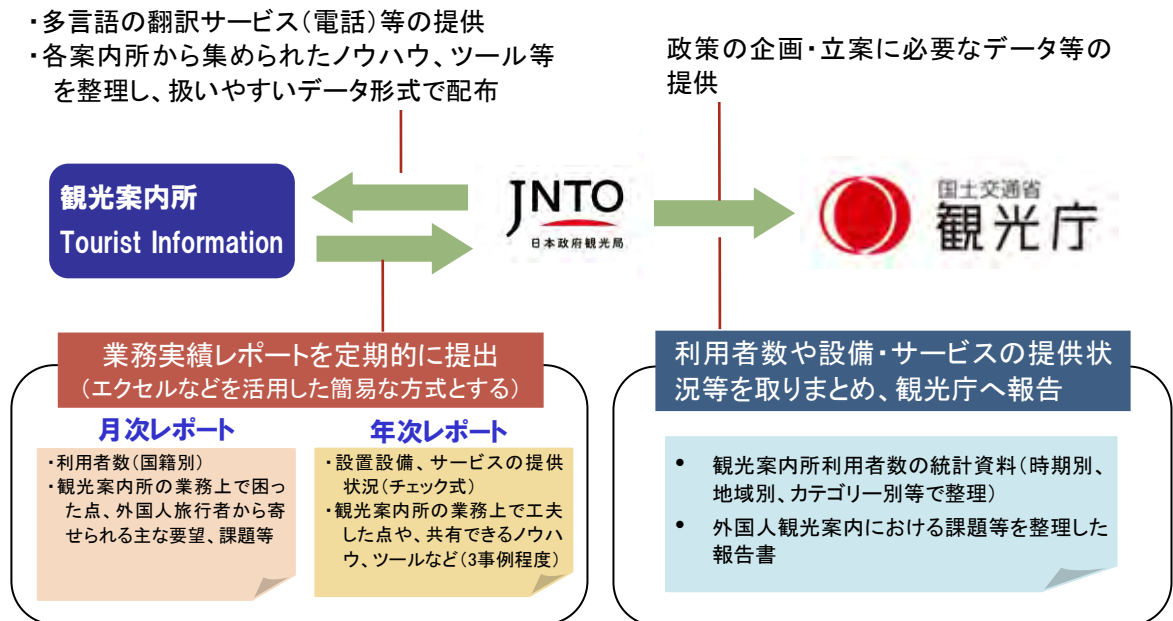 ・多言語の翻訳サービス(電話)等の提供
・各案内所から集められたノウハウ、ツール等
を整理し、扱いやすいデータ形式で配布
政策の企画・立案に必要なデータ等の
提供
観光案内所
Tourist Information
JNTO
日本政府観光局
国土交通省
観光庁
業務実績レポートを定期的に提出
(エクセルなどを活用した簡易な方式とする)
月次レポート
・利用者数(国籍別)
・観光案内所の業務上で困っ
た点、外国人旅行者から寄
せられる主な要望、課題等
年次レポート
・設置設備、サービスの提供
状況(チェック式)
・観光案内所の業務上で工夫
した点や、共有できるノウハ
ウ、ツールなど(3事例程度)
利用者数や設備・サービスの提供状
況等を取りまとめ、観光庁へ報告
• 観光案内所利用者数の統計資料(時期別、
地域別、カテゴリー別等で整理)
• 外国人観光案内における課題等を整理した
報告書